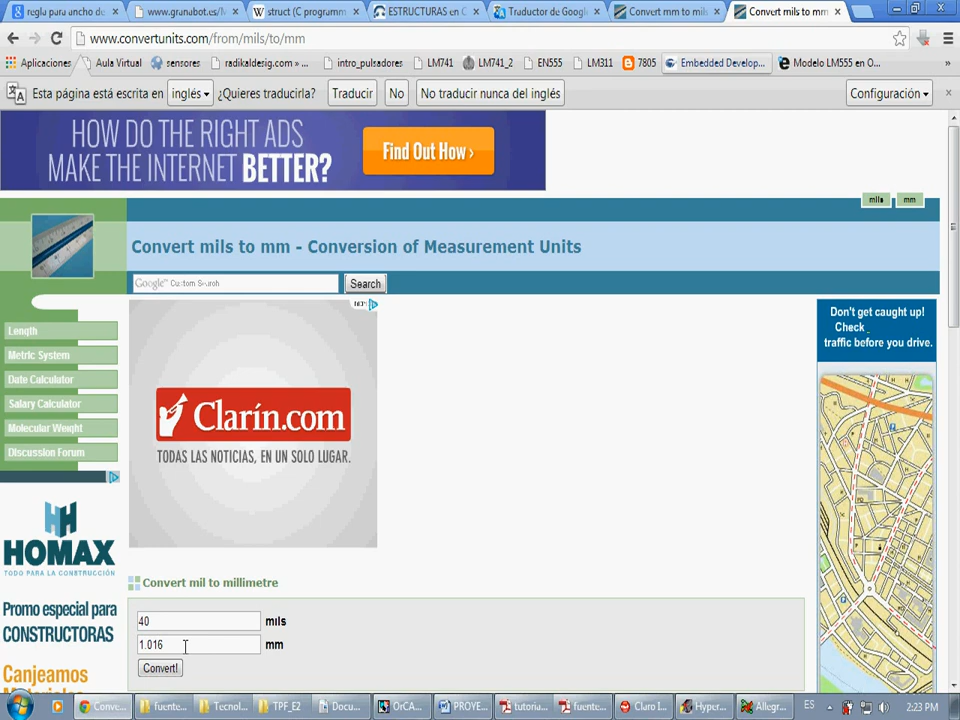 regla para ancho de
www.granabot.es/
struct (C programm
ESTRUCTURAS en C
Traductor de Google
Convert mm to mils
Convert mils to mm
www.convertunits.com/from/mils/to/mm
Aplicaciones
Aula Virtual
sensores
radikaldesig.com »...
intro_pulsadores
LM741
LM741_2
EN555
LM311
7805
Embedded Develop...
Modelo LM555 en O...
»
Esta página está escrita en inglés ¿Quieres traducirla? Traducir No No traducir nunca del inglés Configuración
HOW DO THE RIGHT ADS
MAKE THE INTERNET BETTER?
Find Out How ›
mils mm
Convert mils to mm - Conversion of Measurement Units
Google™ Custom Search Search
Length
Metric System
Date Calculator
Salary Calculator
Molecular Weight
Discussion Forum
HOMAX
TODO PARA LA CONSTRUCCIÓN
Promo especial para
CONSTRUCTORAS
Canjeamos
Clarín.com
TODAS LAS NOTICIAS, EN UN SOLO LUGAR.
Don't get caught up!
Check
traffic before you drive.
Convert mil to millimetre
40 mils
1.016 mm
Convert!
Conve...
fuente...
Tecnol...
TPF_E2
Docu...
OrCA...
PROYE...
tutoria...
fuente...
Claro I...
Hyper...
Allegr...
ES
2:23 PM